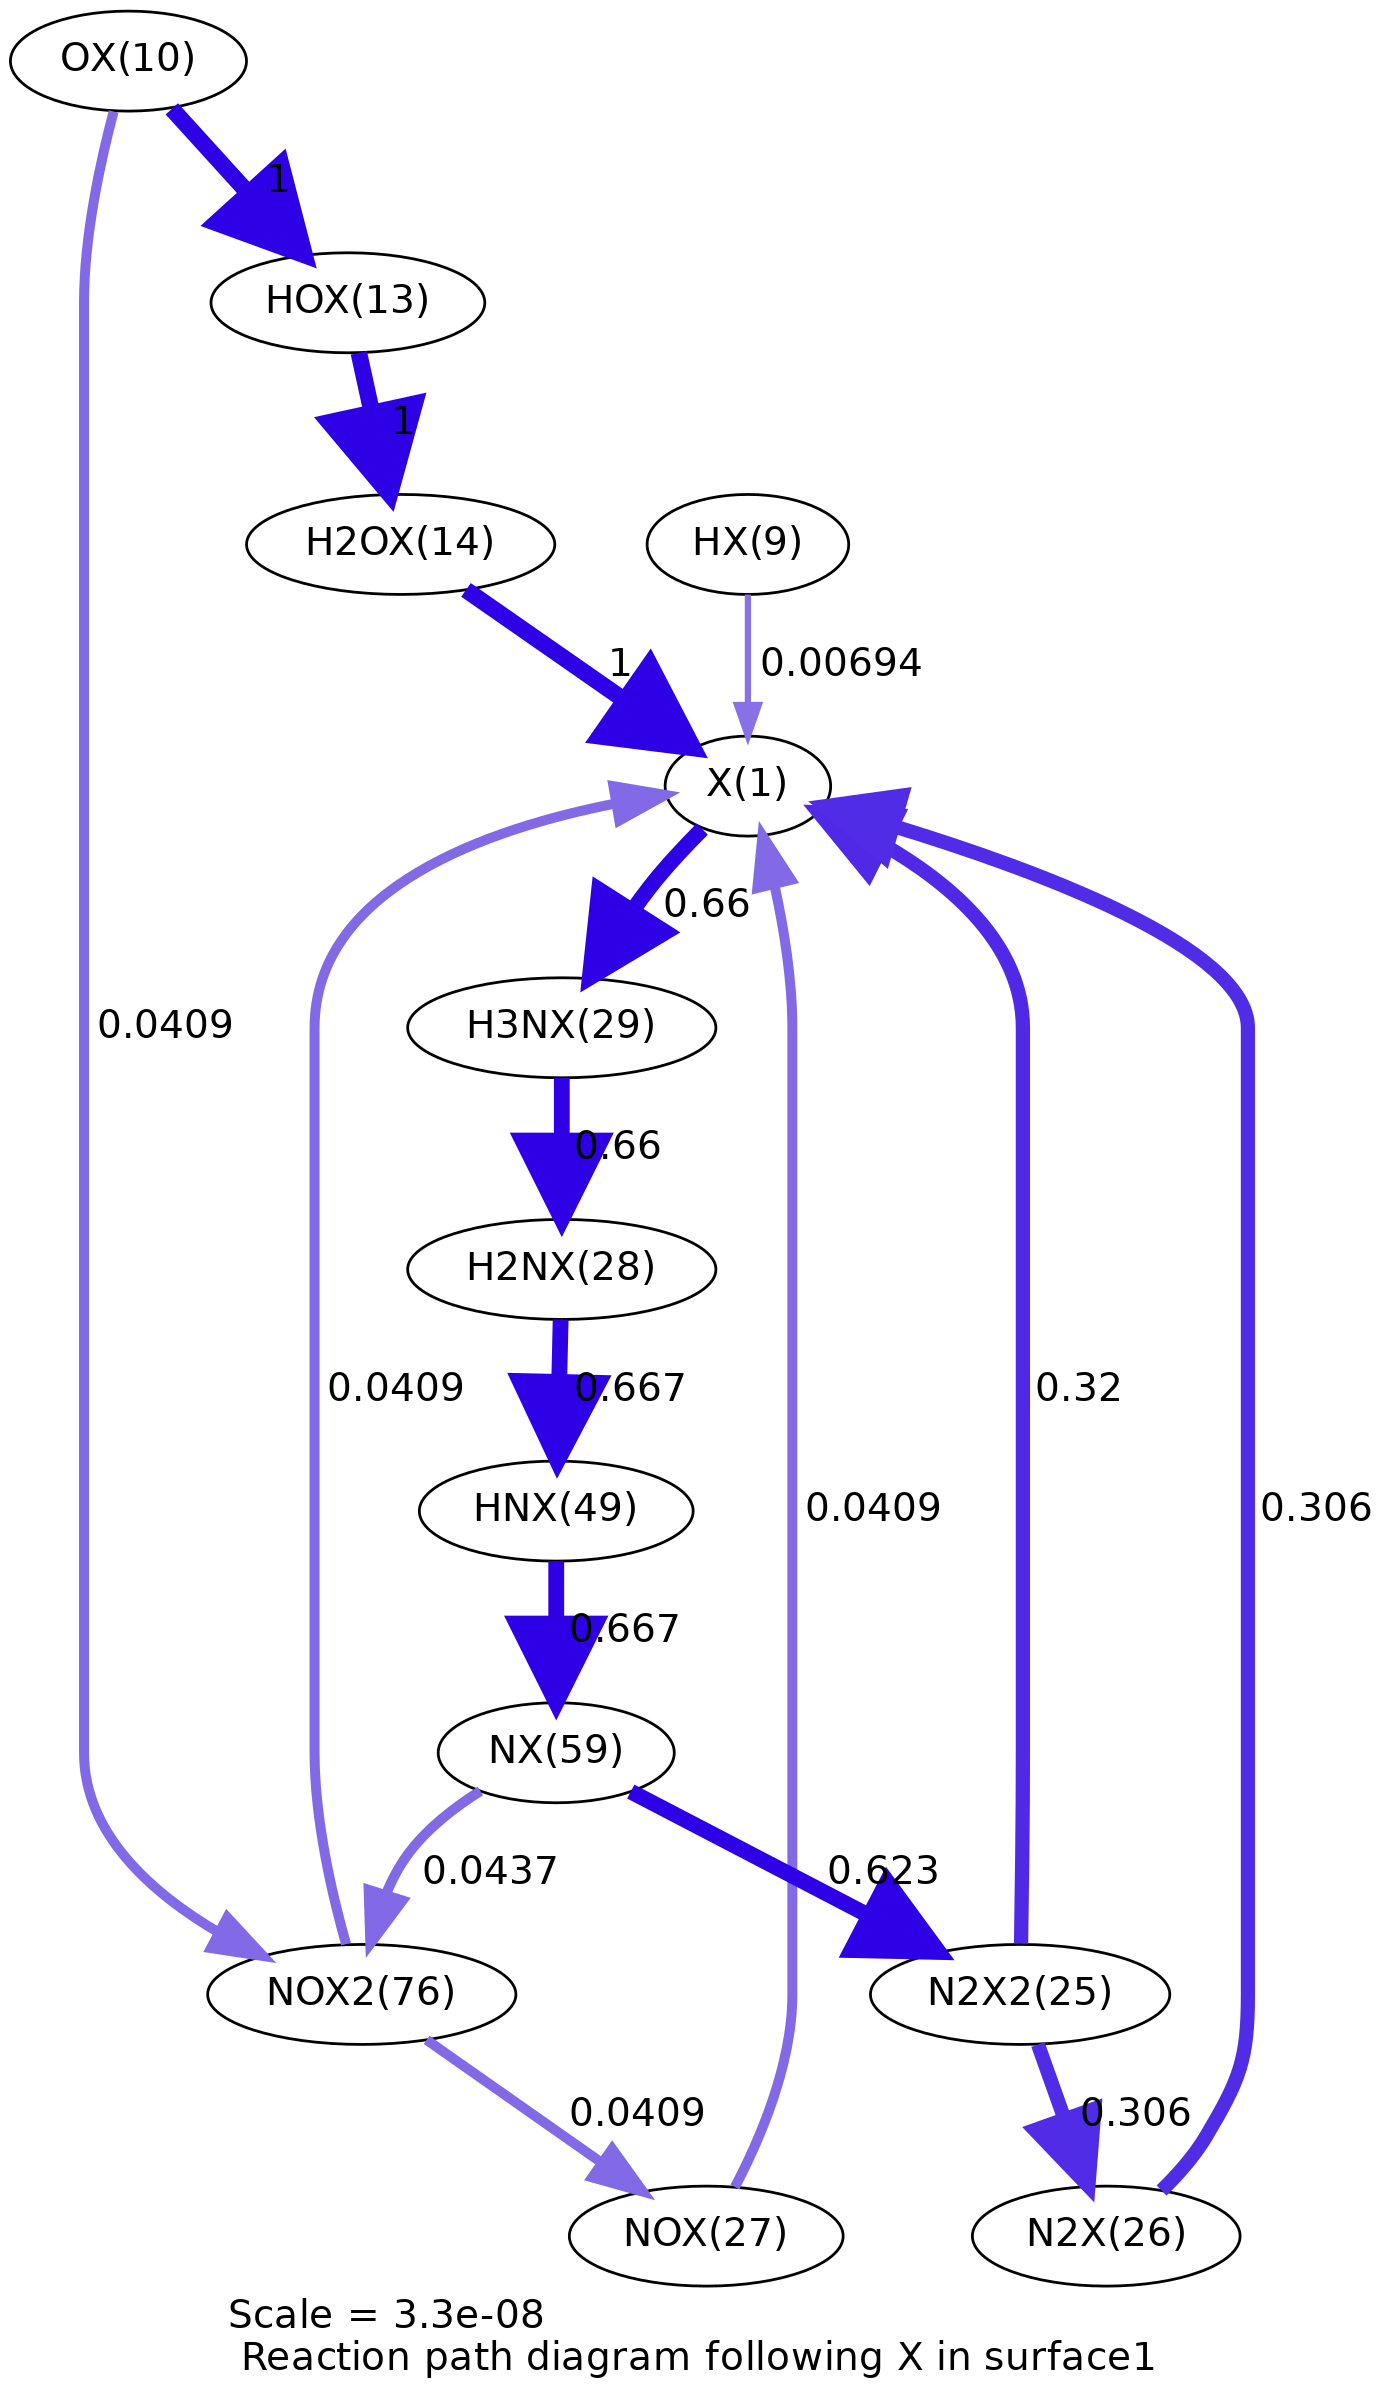 OX(10)
1
HOX(13)
1
H2OX(14)
HX(9)
1
0.00694
X(1)
0.66
H3NX(29)
0.0409
0.66
H2NX(28)
0.0409
0.667
0.32
HNX(49)
0.0409
0.306
0.667
NX(59)
0.0437
0.623
NOX2(76)
N2X2(25)
0.0409
0.306
NOX(27)
N2X(26)
Scale = 3.3e-08
Reaction path diagram following X in surface1